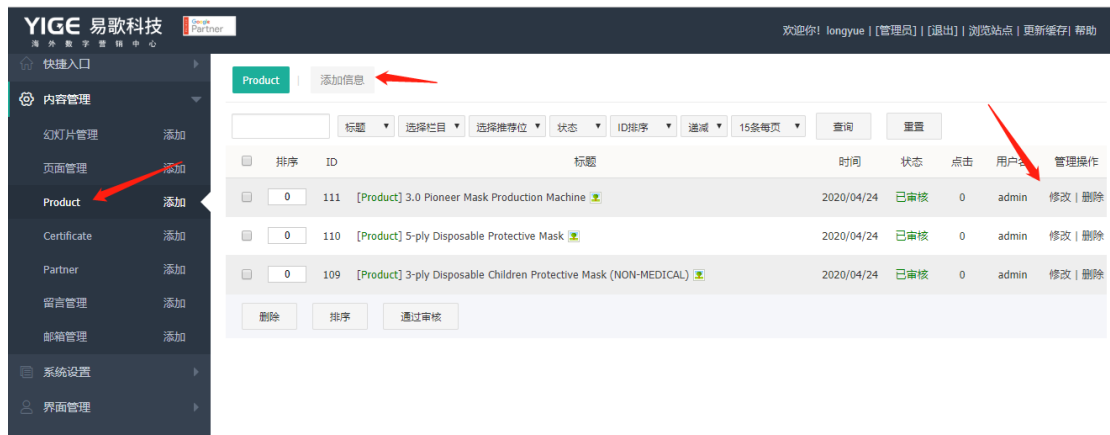 YIGE 易歌科技 Google Partner
海外数字营销中心
欢迎你! longyue | [管理员] | [退出] | 浏览站点 | 更新缓存| 帮助
快捷入口
内容管理
幻灯片管理 添加
页面管理 添加
Product 添加
Certificate 添加
Partner 添加
留言管理 添加
邮箱管理 添加
系统设置
界面管理
Product | 添加信息
标题 选择栏目 选择推荐位 状态 ID排序 递减 15条每页 查询 重置
排序 ID 标题 时间 状态 点击 用户名 管理操作
0 111 [Product] 3.0 Pioneer Mask Production Machine 2020/04/24 已审核 0 admin 修改 | 删除
0 110 [Product] 5-ply Disposable Protective Mask 2020/04/24 已审核 0 admin 修改 | 删除
0 109 [Product] 3-ply Disposable Children Protective Mask (NON-MEDICAL) 2020/04/24 已审核 0 admin 修改 | 删除
删除 排序 通过审核